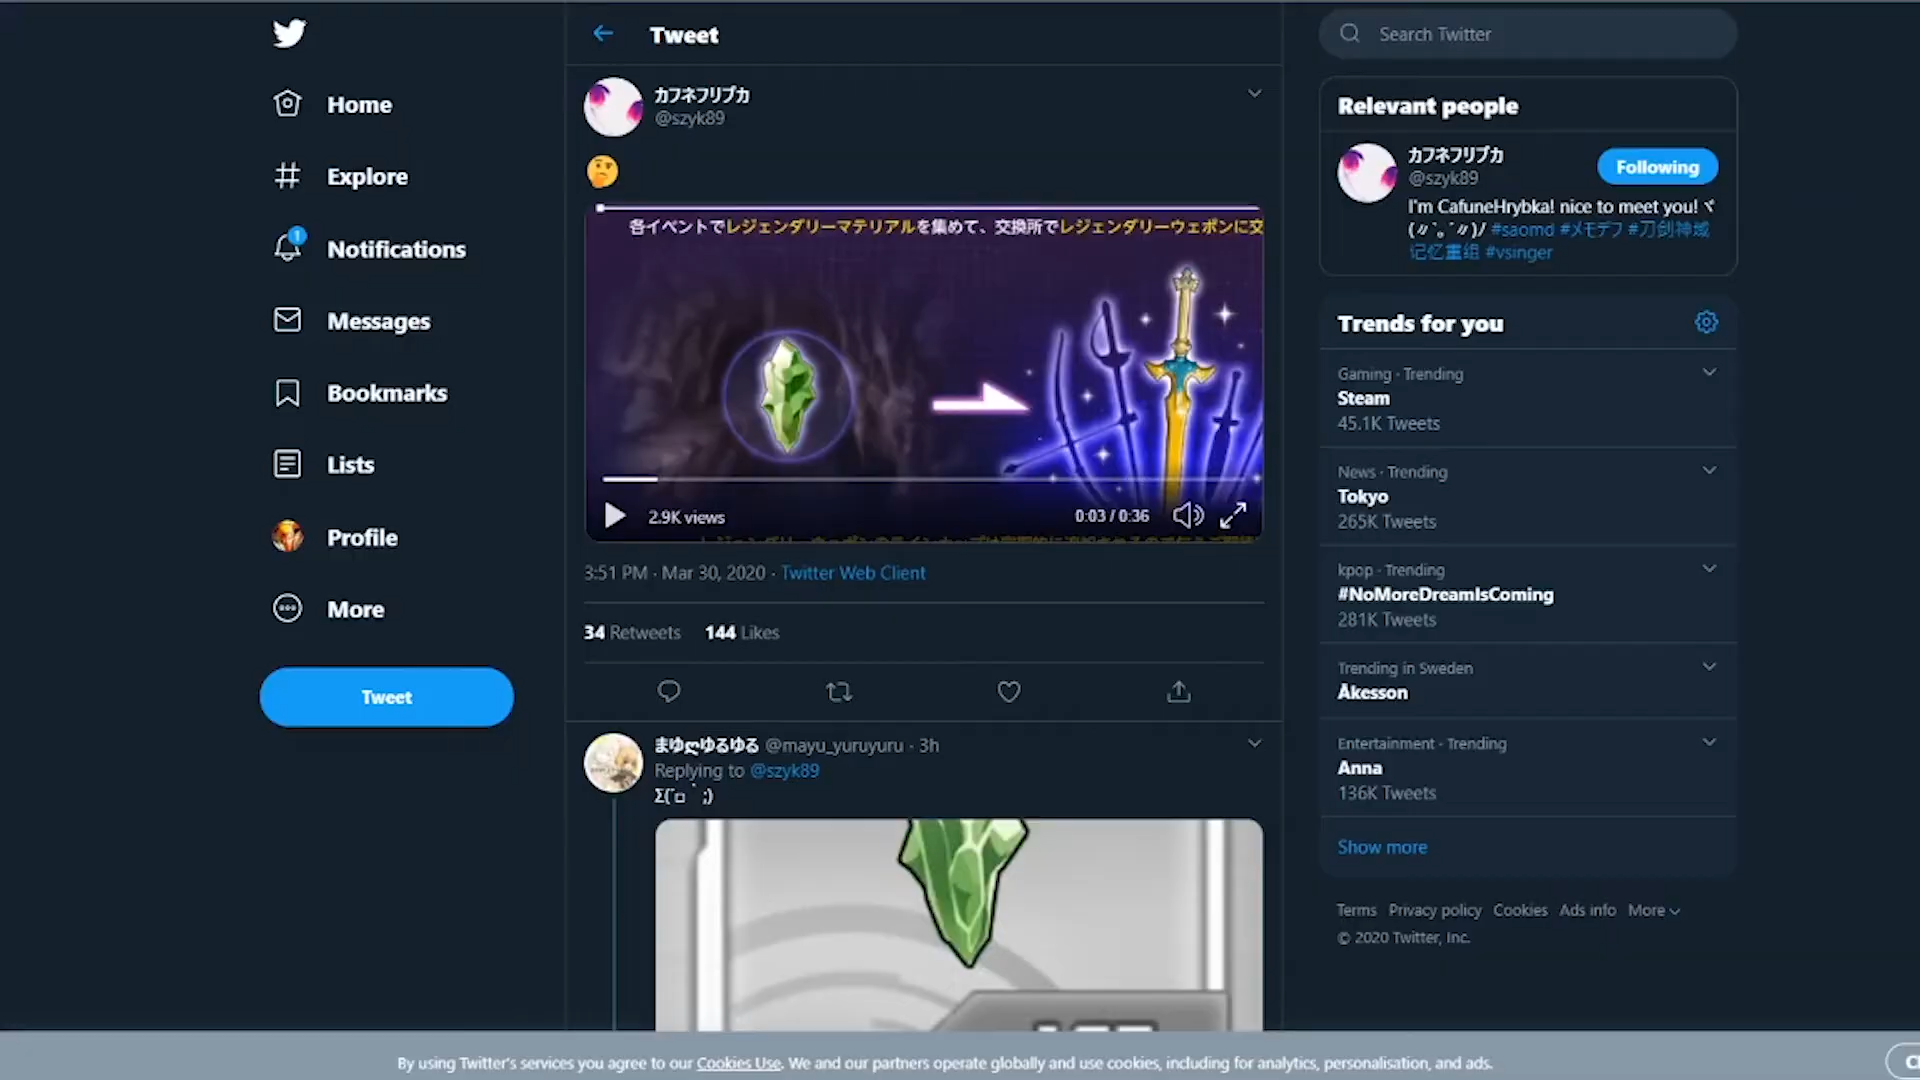 Home
Explore
1
Notifications
Messages
Bookmarks
Lists
Profile
More
Tweet
Tweet
カフネフリブカ
@szyk89
各イベントでレジェンダリーマテリアルを集めて、交換所でレジェンダリーウェポンに交
2.9K views
0:03 / 0:36
3:51 PM · Mar 30, 2020 · Twitter Web Client
34 Retweets 144 Likes
まゆლゆるゆる @mayu_yuruyuru · 3h
Replying to @szyk89
Σ(ﾟロﾟ;)
Search Twitter
Relevant people
カフネフリブカ
@szyk89
Following
I'm CafuneHrybka! nice to meet you!ヾ
(〃`｡´〃)ﾉ #saomd #メモデフ #刀剑神域
记忆重组 #vsinger
Trends for you
Gaming · Trending
Steam
45.1K Tweets
News · Trending
Tokyo
265K Tweets
kpop · Trending
#NoMoreDreamIsComing
281K Tweets
Trending in Sweden
Åkesson
Entertainment · Trending
Anna
136K Tweets
Show more
Terms Privacy policy Cookies Ads info More
© 2020 Twitter, Inc.
By using Twitter's services you agree to our Cookies Use. We and our partners operate globally and use cookies, including for analytics, personalisation, and ads.